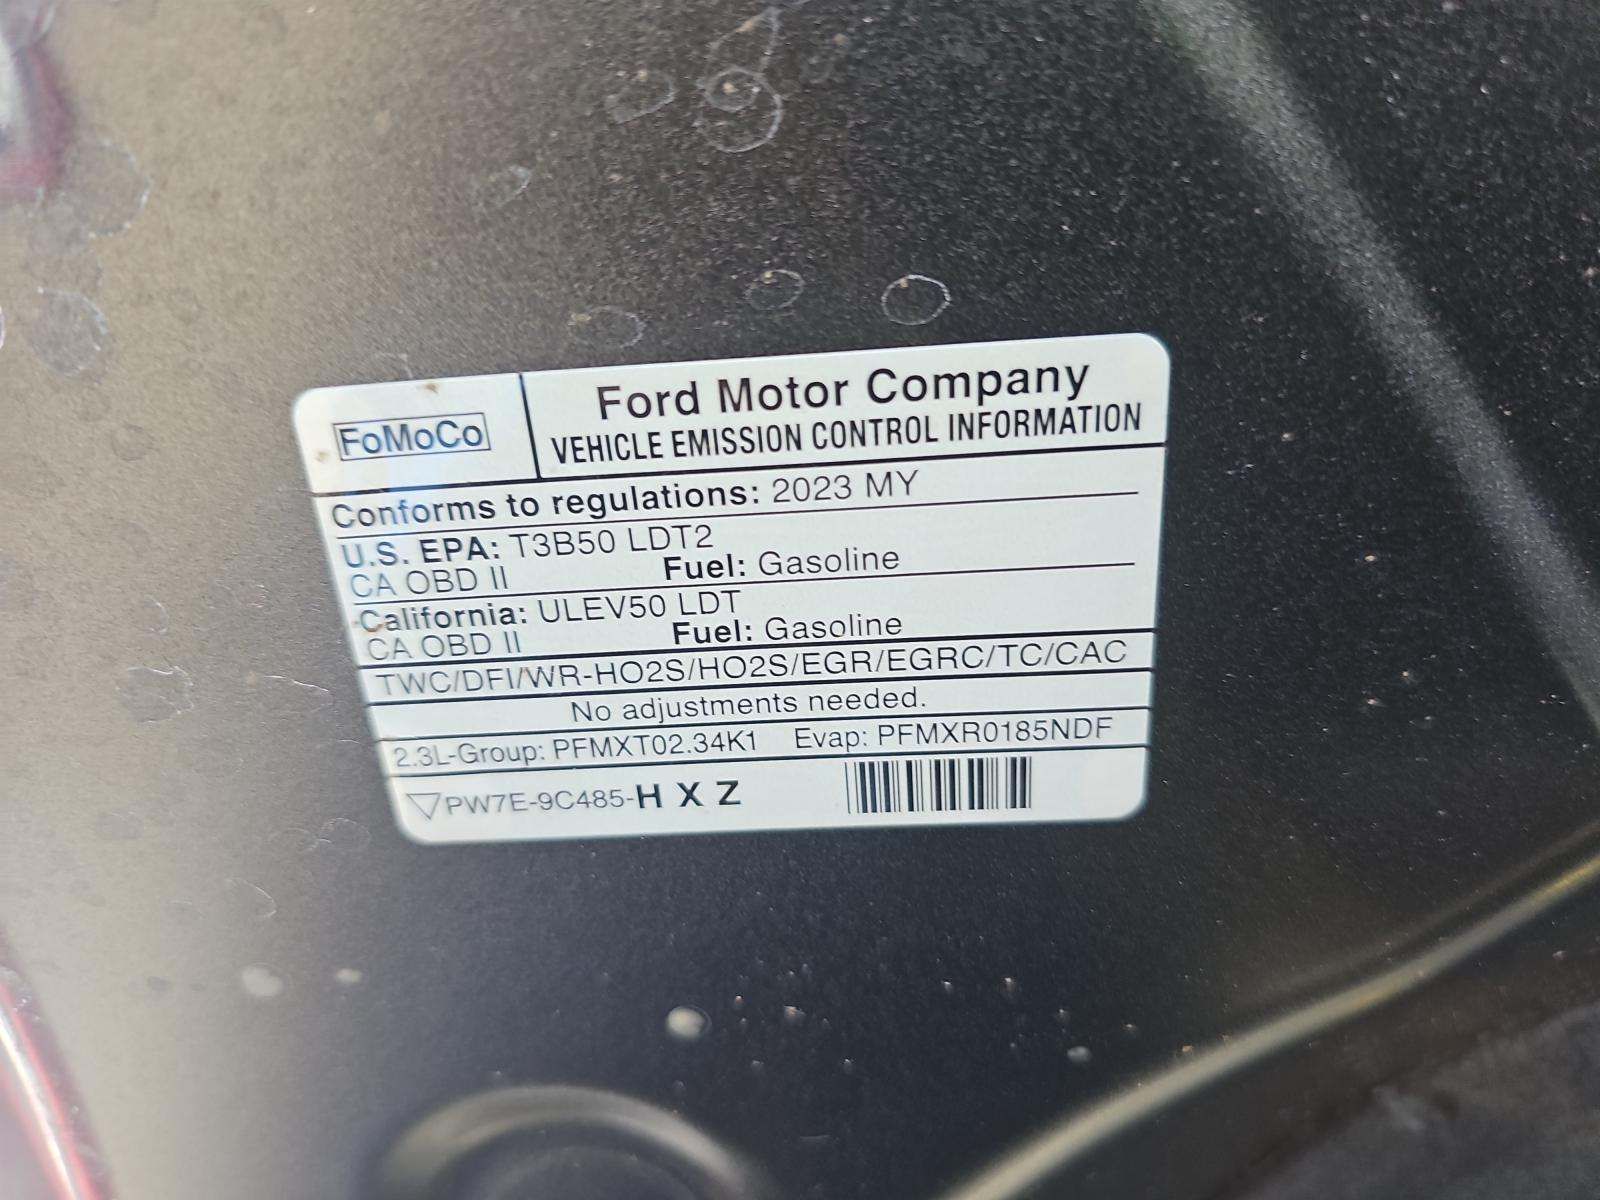 FoMoCo
Ford Motor Company
VEHICLE EMISSION CONTROL INFORMATION
Conforms to regulations: 2023 MY
U.S. EPA: T3B50 LDT2
CA OBD II Fuel: Gasoline
California: ULEV50 LDT
CA OBD II Fuel: Gasoline
TWC/DFI/WR-HO2S/HO2S/EGR/EGRC/TC/CAC
No adjustments needed.
2.3L-Group: PFMXT02.34K1 Evap: PFMXR0185NDF
PW7E-9C485-H X Z